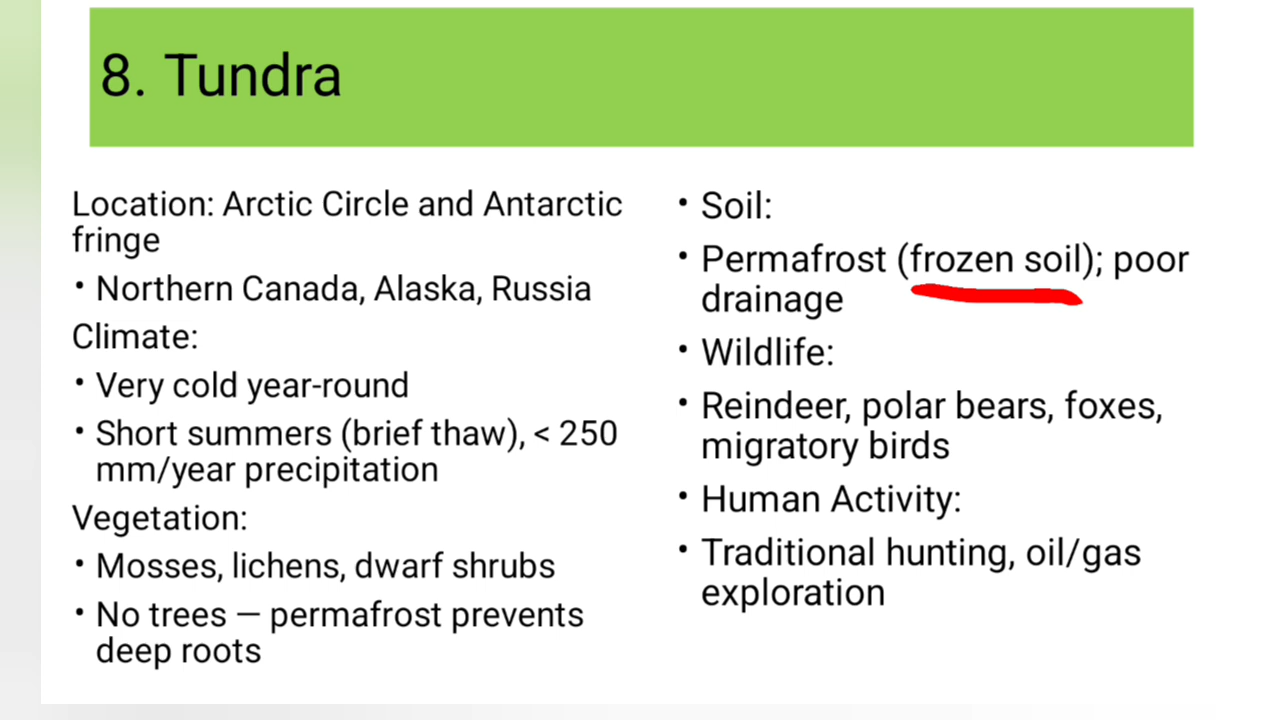 8. Tundra
Location: Arctic Circle and Antarctic
fringe
• Northern Canada, Alaska, Russia
Climate:
• Very cold year-round
• Short summers (brief thaw), < 250
mm/year precipitation
Vegetation:
• Mosses, lichens, dwarf shrubs
• No trees — permafrost prevents
deep roots
• Soil:
• Permafrost (frozen soil); poor
drainage
• Wildlife:
• Reindeer, polar bears, foxes,
migratory birds
• Human Activity:
• Traditional hunting, oil/gas
exploration